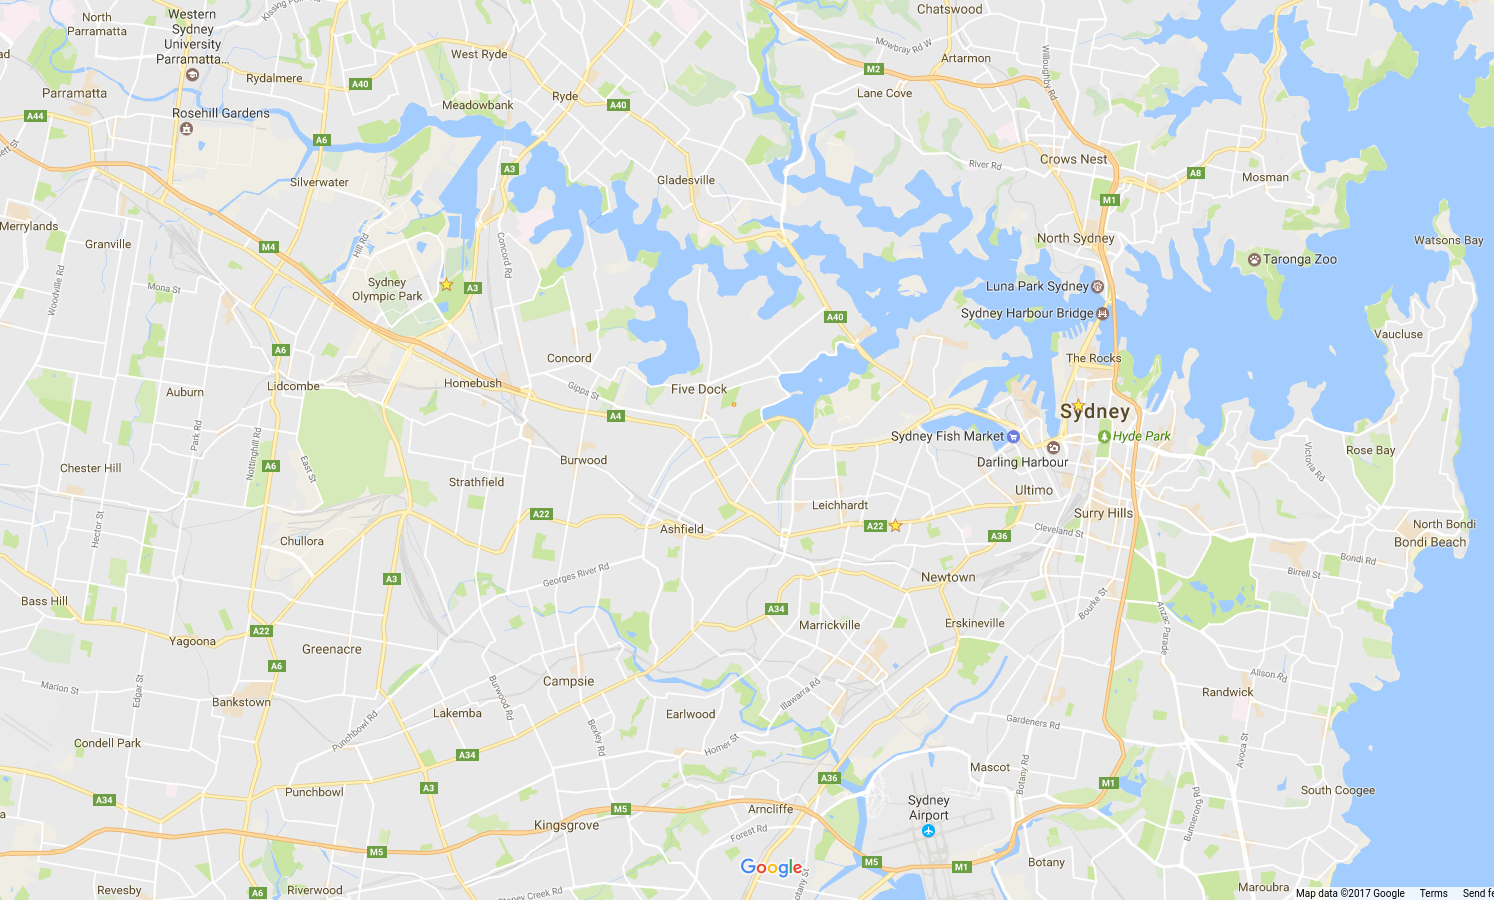 Chatswood
Western
Sydney
University
Parramatta...
North
Parramatta
Mowbray Rd W
West Ryde
Artarmon
Willoughby Rd
M2
Rydalmere
A40
Parramatta
Lane Cove
Ryde
Meadowbank
A40
Rosehill Gardens
A44
A6
Crows Nest
River Rd
A3
A8
Mosman
Silverwater
Gladesville
M1
Merrylands
Granville
M4
Hill Rd
Concord Rd
North Sydney
Watsons Bay
Taronga Zoo
Woodville Rd
Mona St
Sydney
Olympic Park
A3
Luna Park Sydney
Sydney Harbour Bridge
A40
Vaucluse
A6
Concord
The Rocks
Lidcombe
Homebush
Auburn
Gipps St
Five Dock
A4
Sydney
Park Rd
Sydney Fish Market
Hyde Park
Nottinghill Rd
East St
Darling Harbour
Victoria Rd
Rose Bay
Chester Hill
A6
Burwood
Strathfield
Ultimo
Leichhardt
Hector St
A22
Surry Hills
Ashfield
A22
A36
Cleveland St
North Bondi
Bondi Beach
Chullora
Bondi Rd
A3
Georges River Rd
Newtown
Birrell St
Bass Hill
A34
Bourke St
Anzac Parade
Marrickville
Erskineville
A22
Yagoona
Greenacre
A6
Alison Rd
Marion St
Edgar St
Campsie
Randwick
Bankstown
Burwood Rd
Illawarra Rd
Lakemba
Earlwood
Gardeners Rd
Punchbowl Rd
Bexley Rd
Homer St
Condell Park
A34
Avoca St
Mascot
Botany Rd
A36
M1
A3
Punchbowl
South Coogee
A34
Sydney
Airport
M5
Arncliffe
Bunnerong Rd
Kingsgrove
Forest Rd
M5
Google
M5
M1
Botany
Revesby
A6
Riverwood
Stoney Creek Rd
Maroubra
Map data ©2017 Google
Terms
Send fe